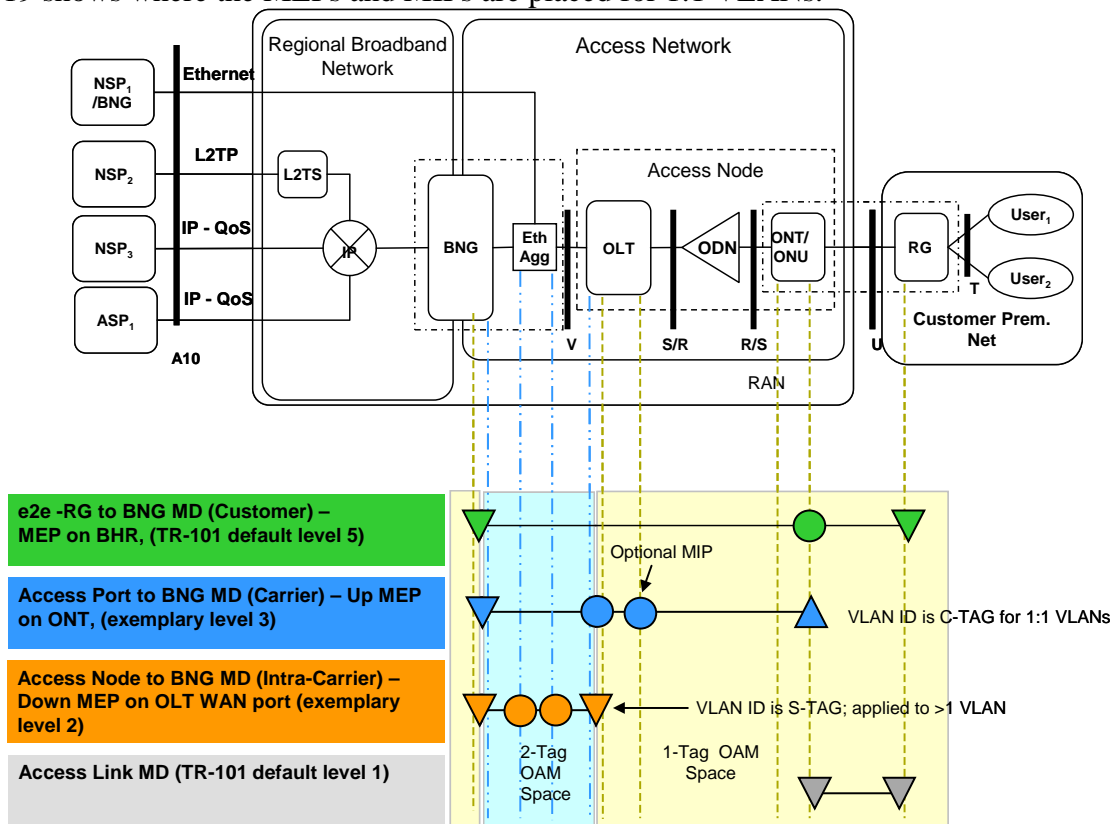 19 shows where the MEPs and MIPs are placed for 1:1 VLANs.
Regional Broadband
Network
Access Network
NSP1
/BNG
Ethernet
NSP2
L2TP
L2TS
NSP3
IP - QoS
IP
ASP1
IP - QoS
A10
BNG
Eth
Agg
Access Node
OLT
ODN
ONT/
ONU
RG
User1
User2
T
Customer Prem.
Net
V
S/R
R/S
U
RAN
e2e -RG to BNG MD (Customer) –
MEP on BHR, (TR-101 default level 5)
Optional MIP
Access Port to BNG MD (Carrier) – Up MEP
on ONT, (exemplary level 3)
VLAN ID is C-TAG for 1:1 VLANs
Access Node to BNG MD (Intra-Carrier) –
Down MEP on OLT WAN port (exemplary
level 2)
VLAN ID is S-TAG; applied to >1 VLAN
2-Tag
OAM
Space
1-Tag OAM
Space
Access Link MD (TR-101 default level 1)